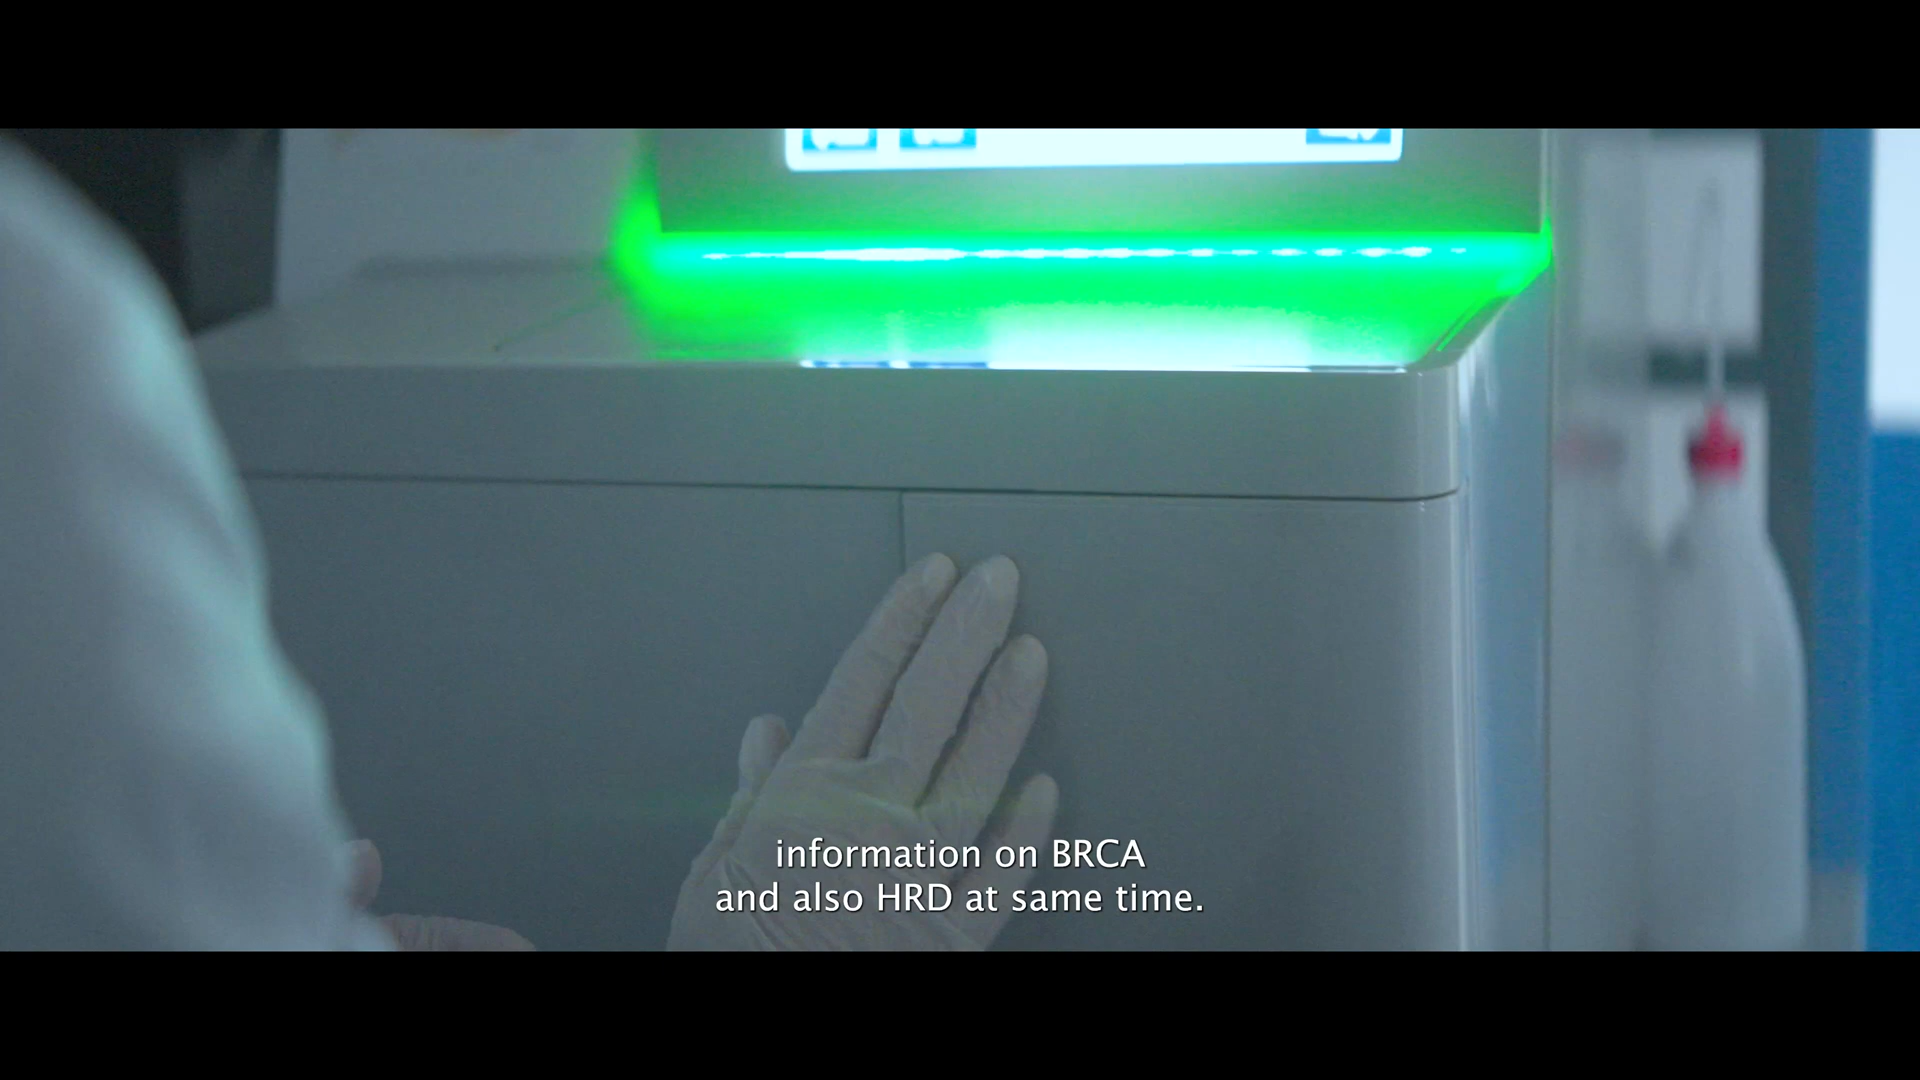 information on BRCA
and also HRD at same time.